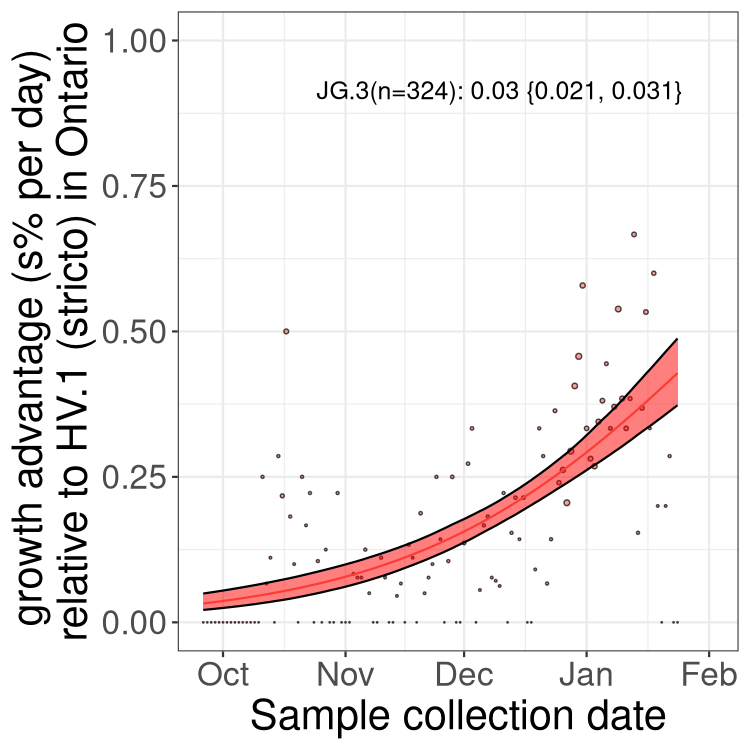 growth advantage (s% per day)
relative to HV.1 (stricto) in Ontario
1.00
0.75
0.50
0.25
0.00
JG.3(n=324): 0.03 {0.021, 0.031}
Oct Nov Dec Jan Feb
Sample collection date